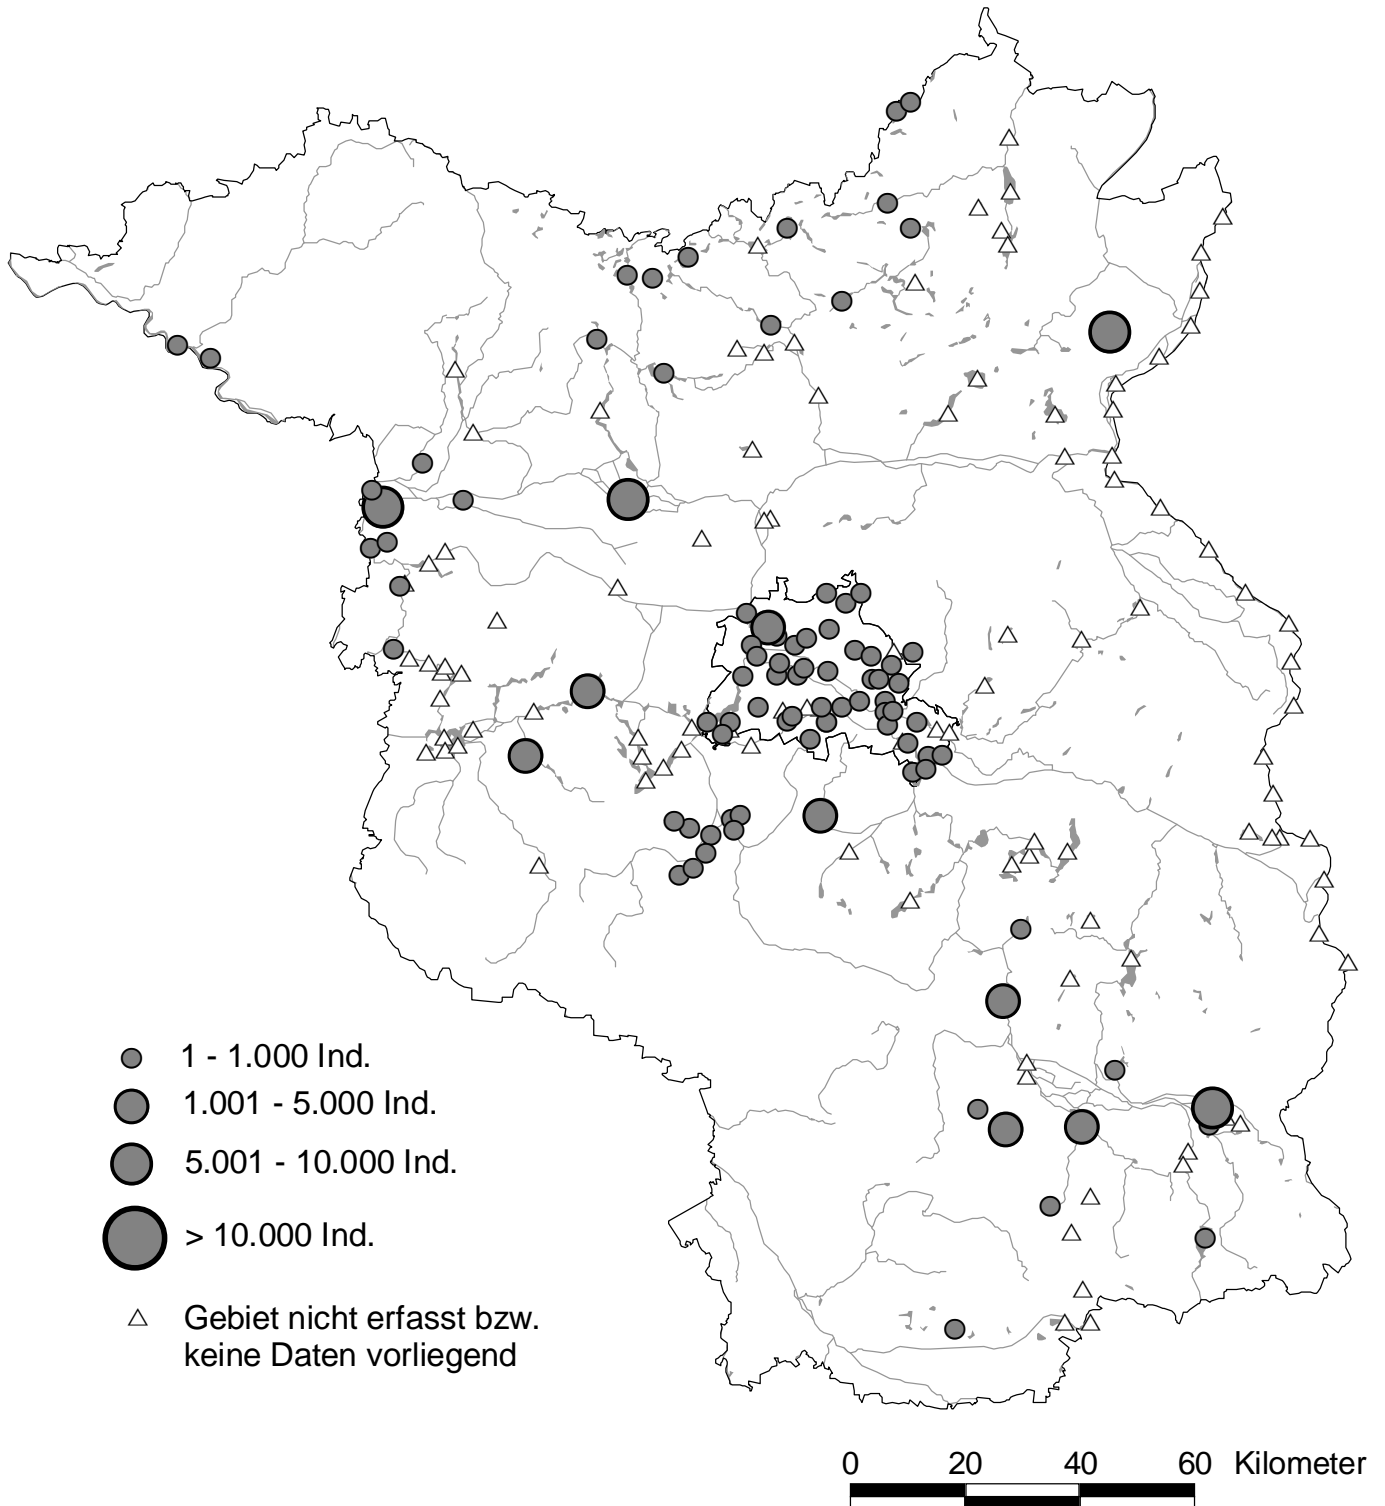 1 - 1.000 Ind.
1.001 - 5.000 Ind.
5.001 - 10.000 Ind.
> 10.000 Ind.
Gebiet nicht erfasst bzw.
keine Daten vorliegend
0 20 40 60 Kilometer